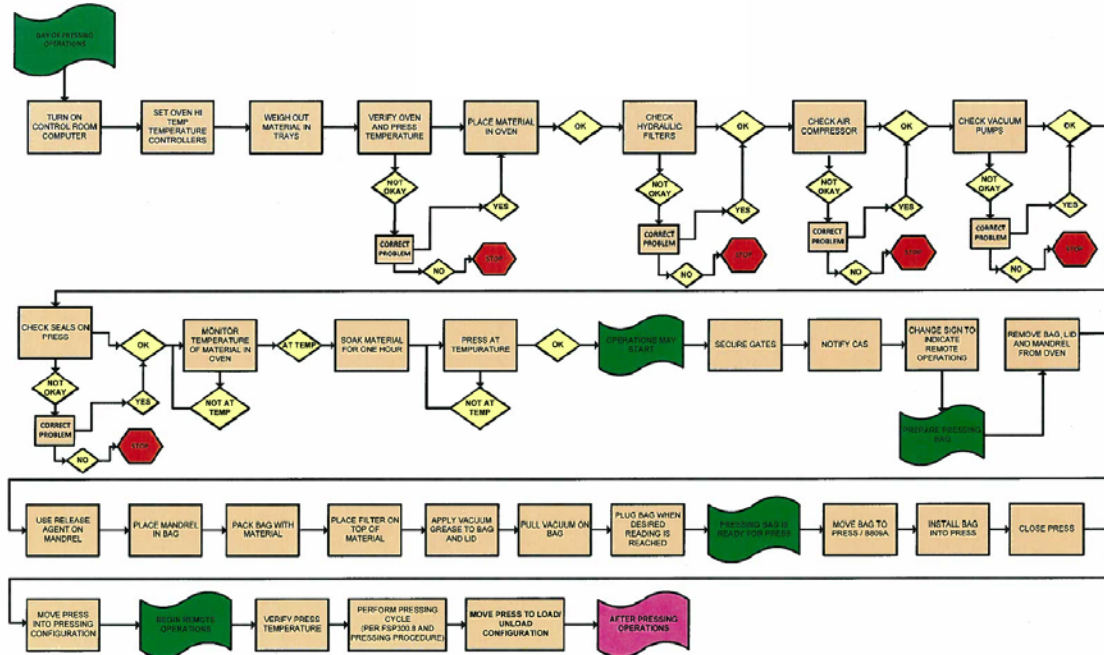 DAY OF PRESSING
OPERATIONS
TURN ON
CONTROL ROOM
COMPUTER
SET OVEN HI
TEMP
TEMPERATURE
CONTROLLERS
WEIGH OUT
MATERIAL IN
TRAYS
VERIFY OVEN
AND PRESS
TEMPERATURE
PLACE MATERIAL
IN OVEN
OK
CHECK
HYDRAULIC
FILTERS
OK
CHECK AIR
COMPRESSOR
OK
CHECK VACUUM
PUMPS
OK
NOT
OKAY
YES
CORRECT
PROBLEM
NO
STOP
NOT
OKAY
YES
CORRECT
PROBLEM
NO
STOP
NOT
OKAY
YES
CORRECT
PROBLEM
NO
STOP
NOT
OKAY
YES
CORRECT
PROBLEM
NO
STOP
CHECK SEALS ON
PRESS
OK
MONITOR
TEMPERATURE
OF MATERIAL IN
OVEN
AT TEMP
SOAK MATERIAL
FOR ONE HOUR
PRESS AT
TEMPURATURE
OK
OPERATIONS MAY
START
SECURE GATES
NOTIFY CAS
CHANGE SIGN TO
INDICATE
REMOTE
OPERATIONS
REMOVE BAG, LID
AND MANDREL
FROM OVEN
NOT
OKAY
YES
CORRECT
PROBLEM
NO
STOP
NOT AT
TEMP
NOT AT
TEMP
PREPARE PRESSING
BAG
USE RELEASE
AGENT ON
MANDREL
PLACE MANDREL
IN BAG
PACK BAG WITH
MATERIAL
PLACE FILTER ON
TOP OF
MATERIAL
APPLY VACUUM
GREASE TO BAG
AND LID
PULL VACUUM ON
BAG
PLUG BAG WHEN
DESIRED
READING IS
REACHED
PRESSING BAG IS
READY FOR PRESS
MOVE BAG TO
PRESS / B809A
INSTALL BAG
INTO PRESS
CLOSE PRESS
MOVE PRESS
INTO PRESSING
CONFIGURATION
BEGIN REMOTE
OPERATIONS
VERIFY PRESS
TEMPERATURE
PERFORM PRESSING
CYCLE
(PER FSP300.8 AND
PRESSING PROCEDURE)
MOVE PRESS TO LOAD/
UNLOAD
CONFIGURATION
AFTER PRESSING
OPERATIONS